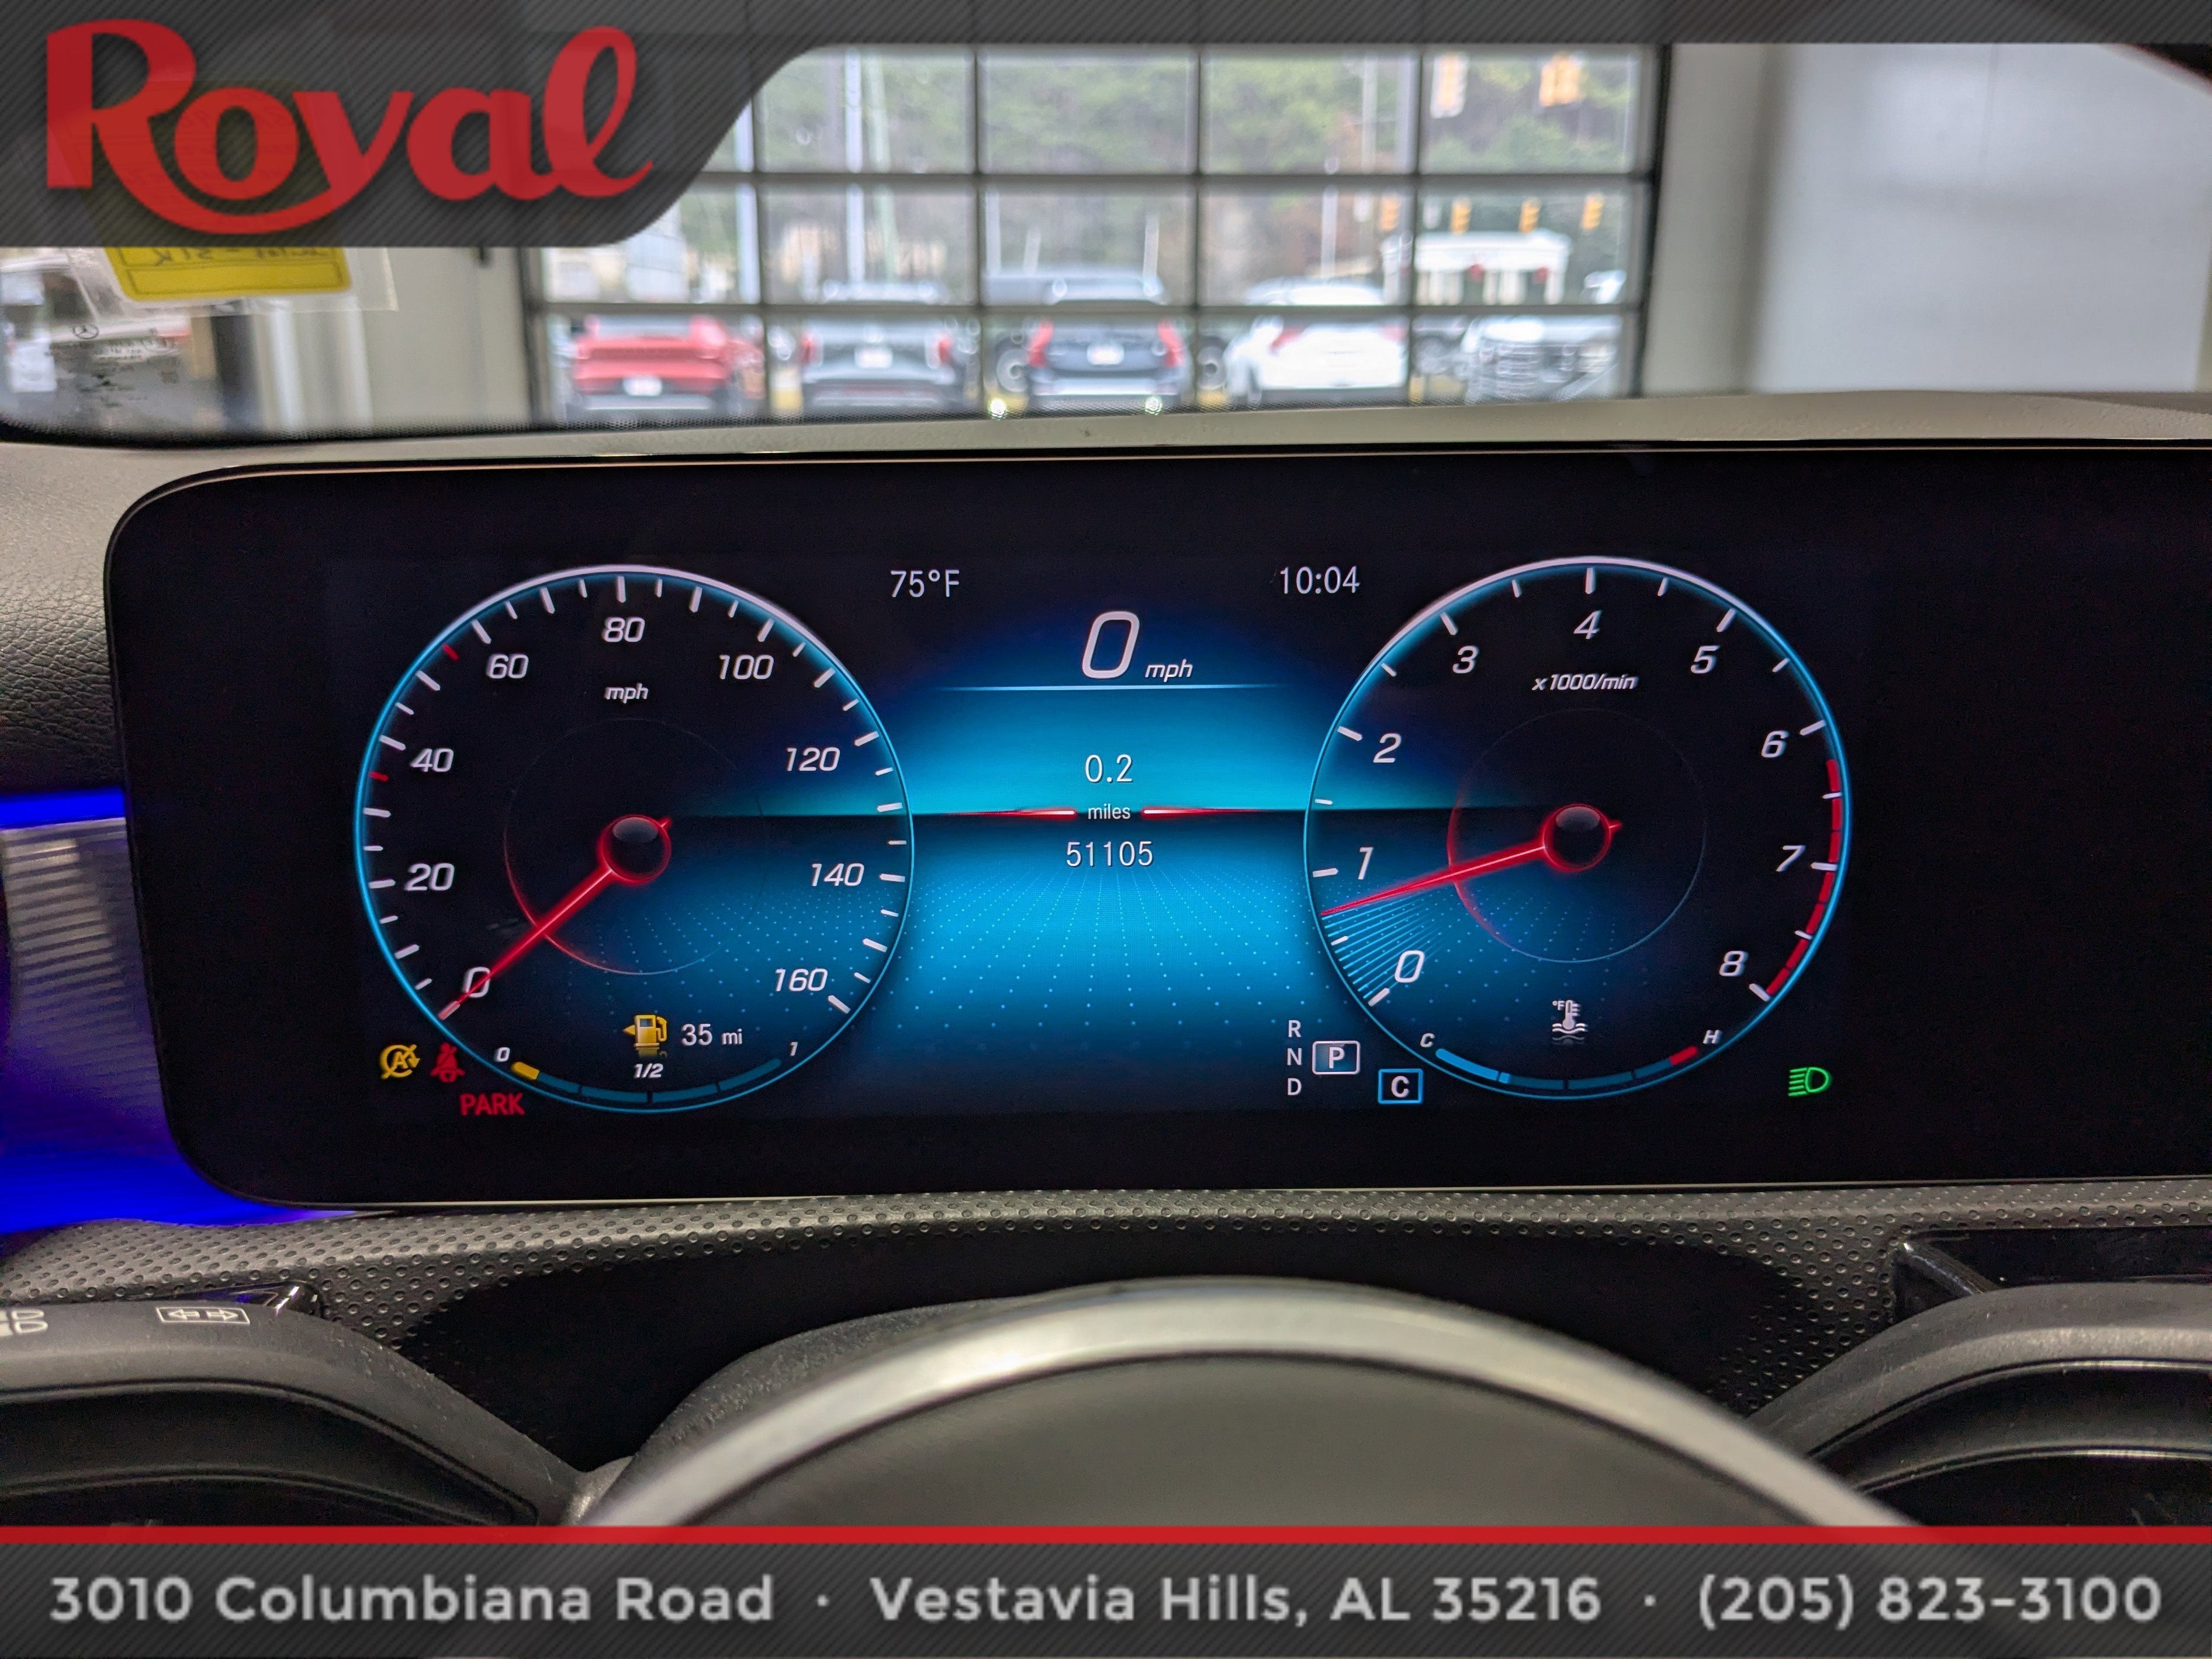 Royal
75°F
10:04
0 mph
0.2
miles
51105
0 20 40 60 80 100 120 140 160
mph
0 1 2 3 4 5 6 7 8
x1000/min
35 mi
0 1/2 1
PARK
R
N P
D
C
C °F H
3010 Columbiana Road · Vestavia Hills, AL 35216 · (205) 823-3100